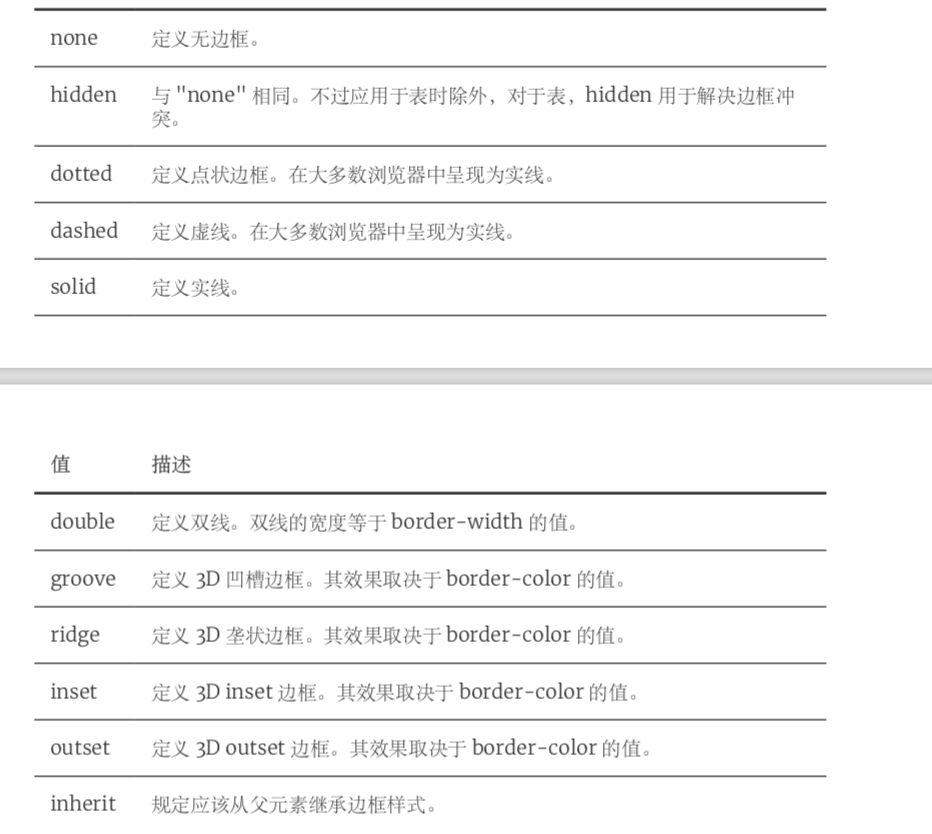 none 定义无边框。
hidden 与 "none" 相同。不过应用于表时除外，对于表，hidden 用于解决边框冲
突。
dotted 定义点状边框。在大多数浏览器中呈现为实线。
dashed 定义虚线。在大多数浏览器中呈现为实线。
solid 定义实线。
值 描述
double 定义双线。双线的宽度等于 border-width 的值。
groove 定义 3D 凹槽边框。其效果取决于 border-color 的值。
ridge 定义 3D 垄状边框。其效果取决于 border-color 的值。
inset 定义 3D inset 边框。其效果取决于 border-color 的值。
outset 定义 3D outset 边框。其效果取决于 border-color 的值。
inherit 规定应该从父元素继承边框样式。